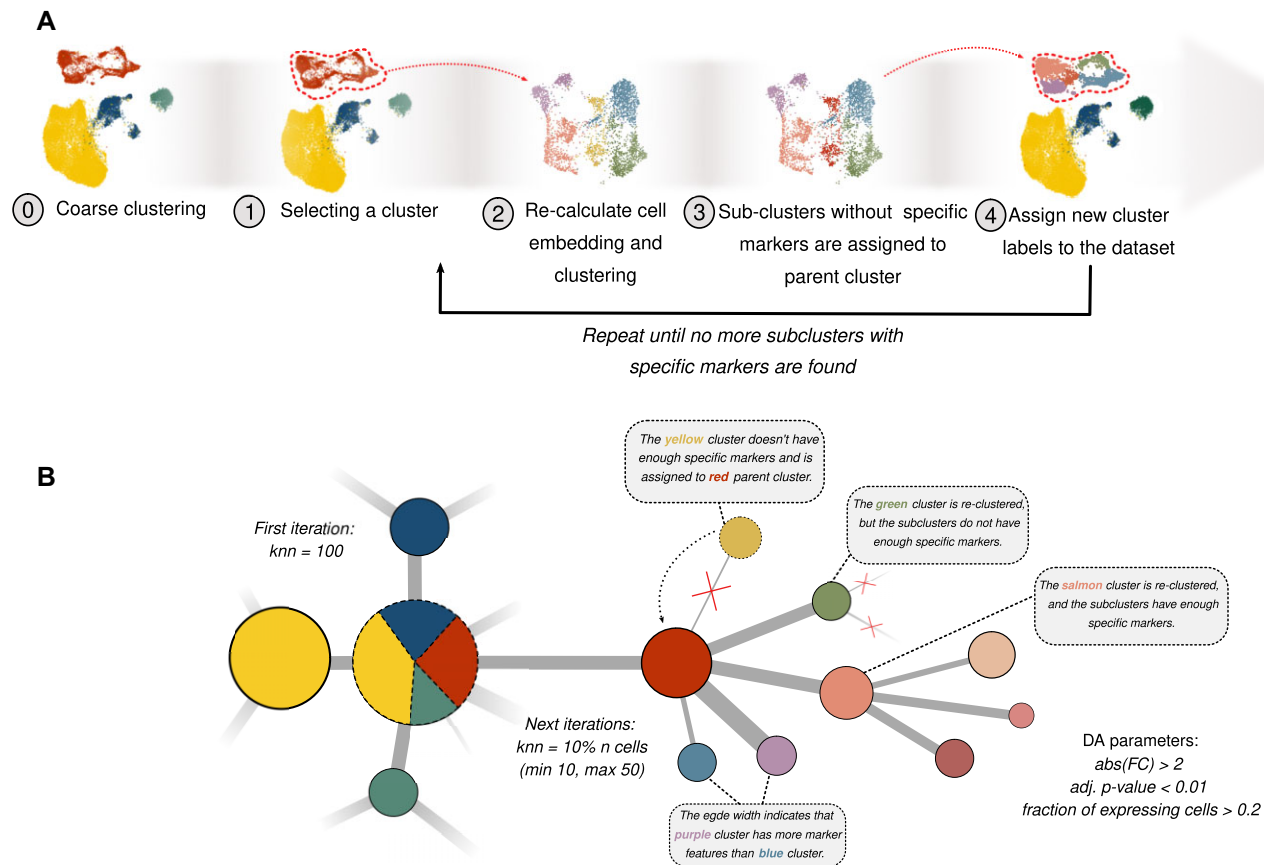 A
0 Coarse clustering
1 Selecting a cluster
2 Re-calculate cell
embedding and
clustering
3 Sub-clusters without specific
markers are assigned to
parent cluster
4 Assign new cluster
labels to the dataset
Repeat until no more subclusters with
specific markers are found
B
First iteration:
knn = 100
The yellow cluster doesn't have
enough specific markers and is
assigned to red parent cluster.
The green cluster is re-clustered,
but the subclusters do not have
enough specific markers.
The salmon cluster is re-clustered,
and the subclusters have enough
specific markers.
Next iterations:
knn = 10% n cells
(min 10, max 50)
The egde width indicates that
purple cluster has more marker
features than blue cluster.
DA parameters:
abs(FC) > 2
adj. p-value < 0.01
fraction of expressing cells > 0.2